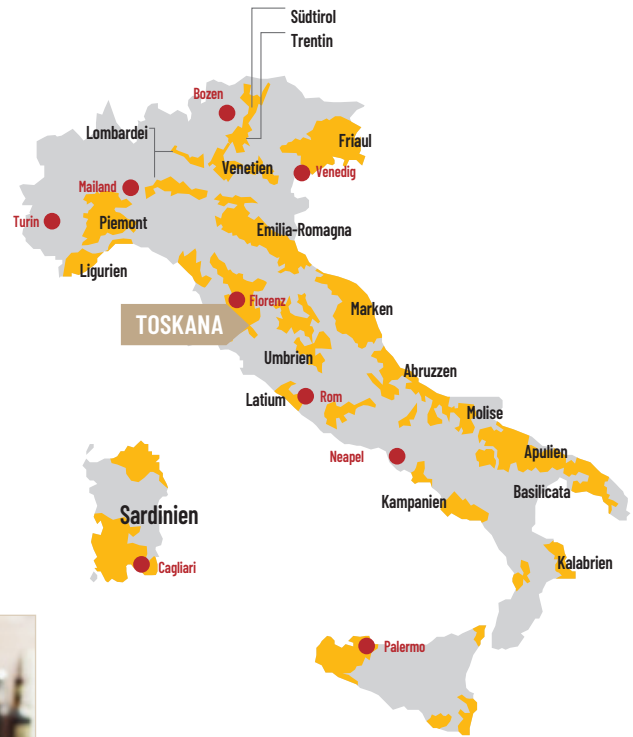 Südtirol
Trentin
Bozen
Lombardei
Friaul
Venetien
Venedig
Mailand
Turin
Piemont
Emilia-Romagna
Ligurien
Florenz
Marken
TOSKANA
Umbrien
Abruzzen
Latium
Rom
Molise
Neapel
Apulien
Basilicata
Kampanien
Sardinien
Kalabrien
Cagliari
Palermo